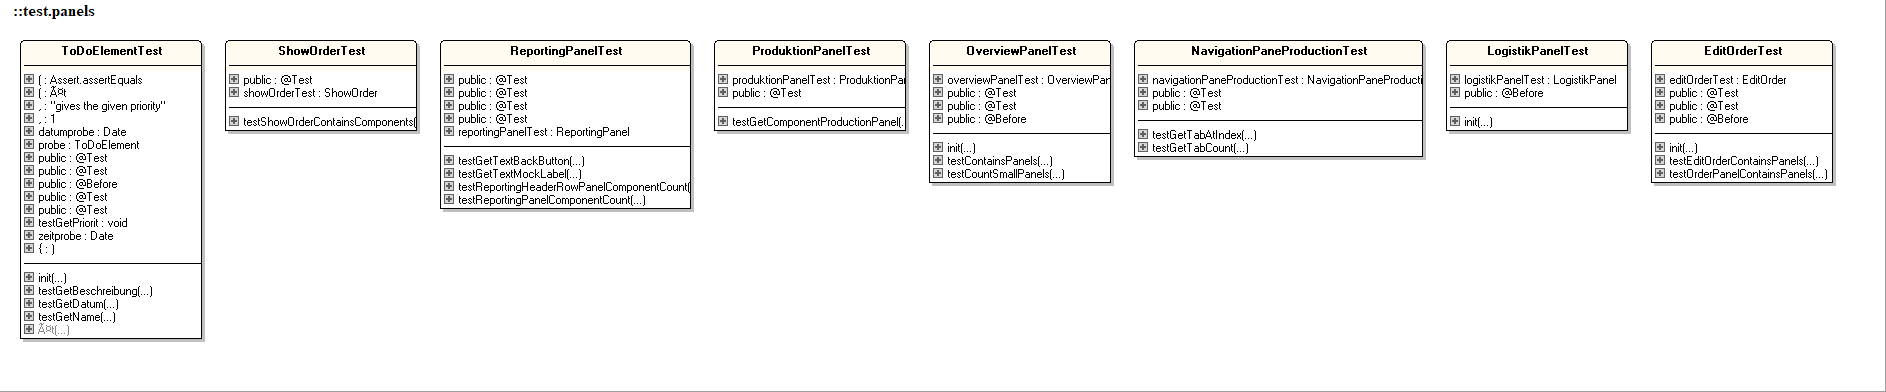 ::test.panels
ToDoElementTest
( : Assert.assertEquals
( : Ã¤t
, : "gives the given priority"
, : 1
datumprobe : Date
probe : ToDoElement
public : @Test
public : @Test
public : @Before
public : @Test
public : @Test
testGetPriorit : void
zeitprobe : Date
{ : )
init(...)
testGetBeschreibung(...)
testGetDatum(...)
testGetName(...)
Ã¤t(...)
ShowOrderTest
public : @Test
showOrderTest : ShowOrder
testShowOrderContainsComponents(
ReportingPanelTest
public : @Test
public : @Test
public : @Test
public : @Test
reportingPanelTest : ReportingPanel
testGetTextBackButton(...)
testGetTextMockLabel(...)
testReportingHeaderRowPanelComponentCount(
testReportingPanelComponentCount(...)
ProduktionPanelTest
produktionPanelTest : ProduktionPa
public : @Test
testGetComponentProductionPanel(.
OverviewPanelTest
overviewPanelTest : OverviewPan
public : @Test
public : @Test
public : @Before
init(...)
testContainsPanels(...)
testCountSmallPanels(...)
NavigationPaneProductionTest
navigationPaneProductionTest : NavigationPaneProducti
public : @Test
public : @Test
testGetTabAtIndex(...)
testGetTabCount(...)
LogistikPanelTest
logistikPanelTest : LogistikPanel
public : @Before
init(...)
EditOrderTest
editOrderTest : EditOrder
public : @Test
public : @Test
public : @Before
init(...)
testEditOrderContainsPanels(...)
testOrderPanelContainsPanels(...)